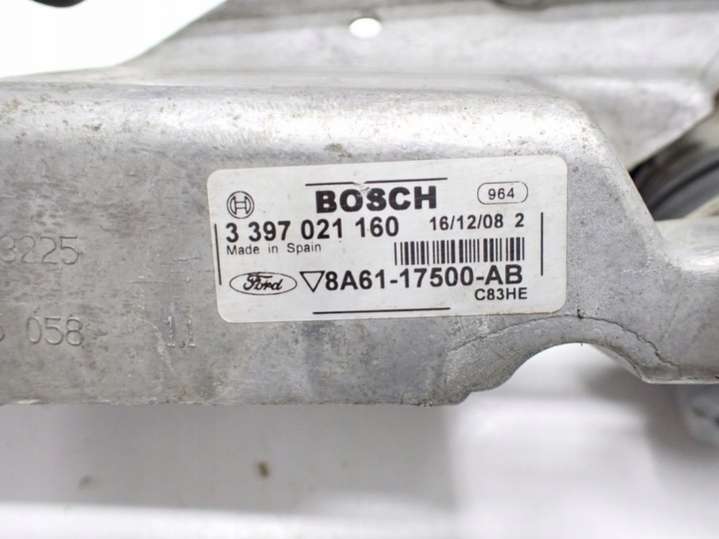 BOSCH
964
3 397 021 160 16/12/08 2
Made in Spain
Ford ▽8A61-17500-AB
C83HE
3225
058 11